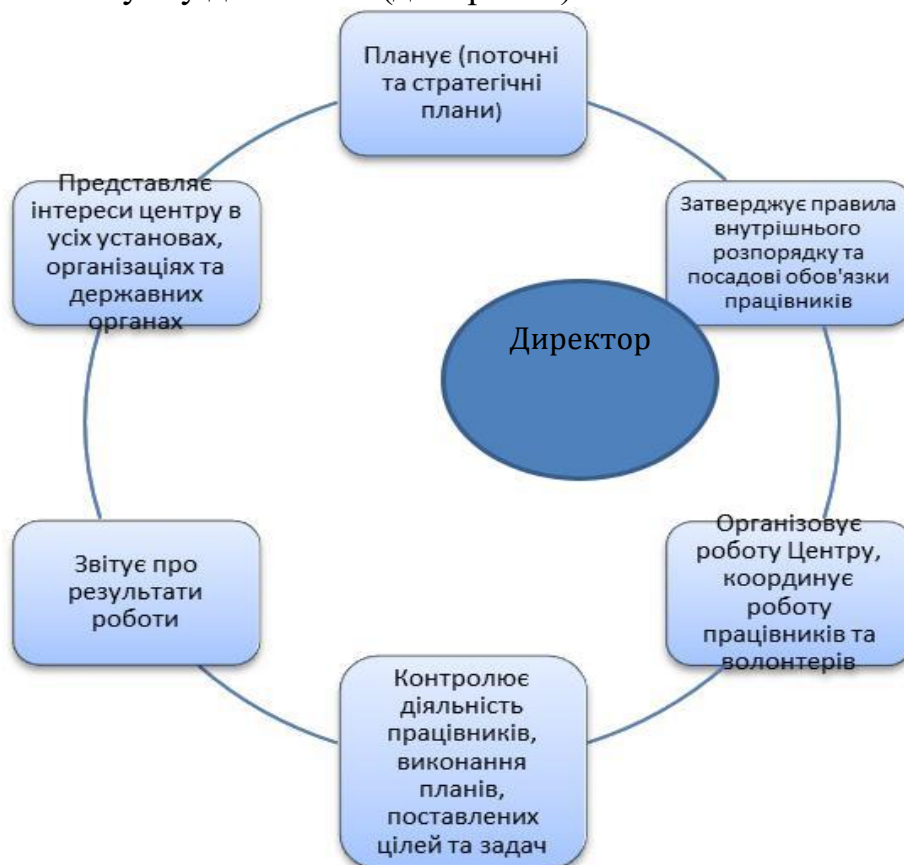 Планує (поточні
та стратегічні
плани)
Затверджує правила
внутрішнього
розпорядку та
посадові обов'язки
працівників
Директор
Організовує
роботу Центру,
координує
роботу
працівників та
волонтерів
Контролює
діяльність
працівників,
виконання
планів,
поставлених
цілей та задач
Звітує про
результати
роботи
Представляє
інтереси центру в
усіх установах,
організаціях та
державних
органах